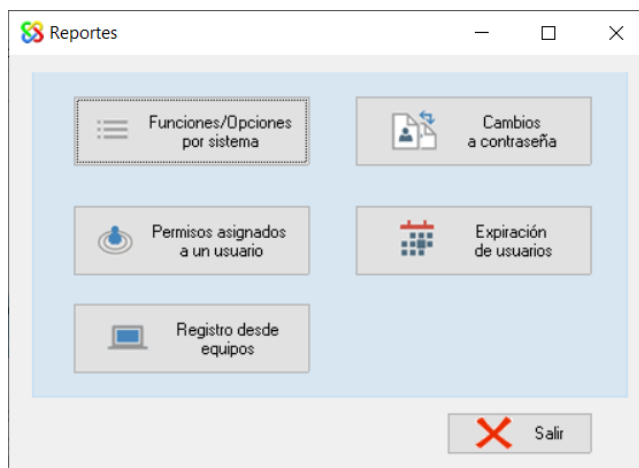 Reportes
Funciones/Opciones
por sistema
Cambios
a contraseña
Permisos asignados
a un usuario
Expiración
de usuarios
Registro desde
equipos
Salir